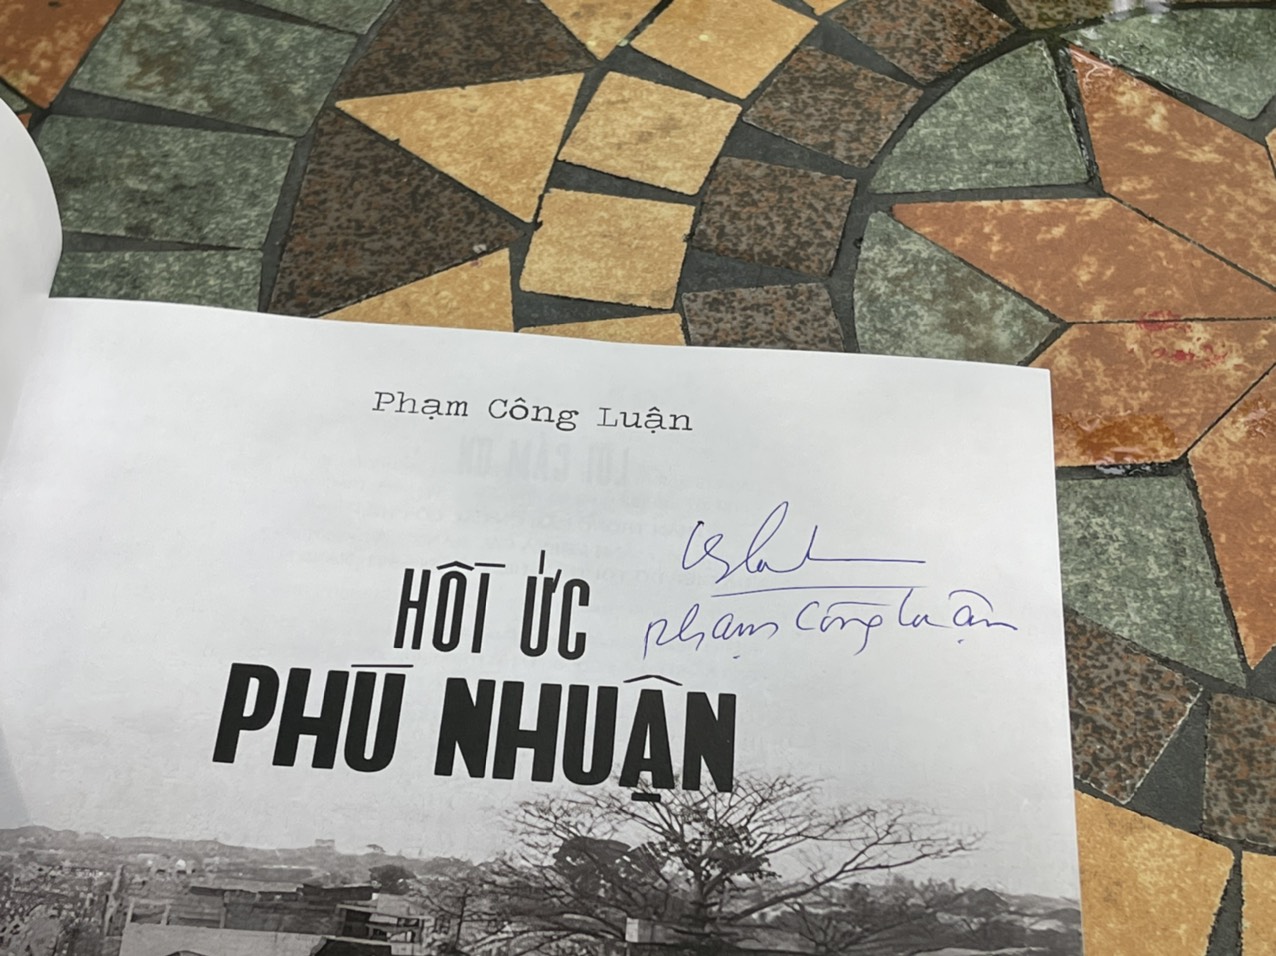 Phạm Công Luận
HỒI ỨC
PHÚ NHUẬN
Phạm Công Luận